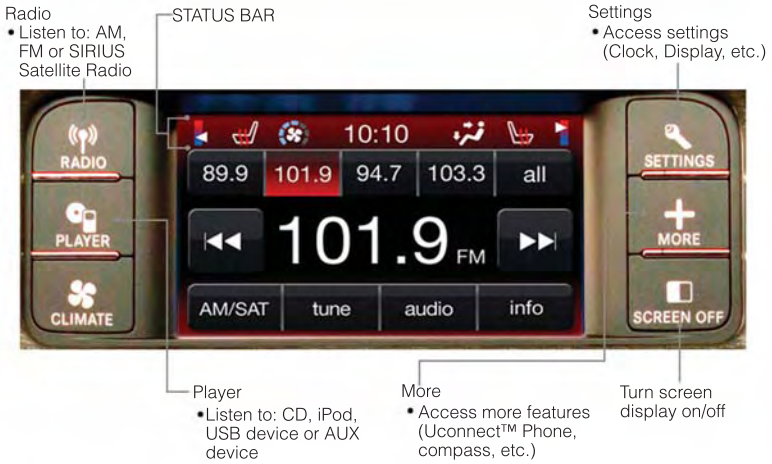 Radio
• Listen to: AM,
FM or SIRIUS
Satellite Radio
STATUS BAR
Settings
• Access settings
(Clock, Display, etc.)
10:10
RADIO
PLAYER
CLIMATE
89.9 101.9 94.7 103.3 all
101.9 FM
AM/SAT tune audio info
SETTINGS
MORE
SCREEN OFF
Player
• Listen to: CD, iPod,
USB device or AUX
device
More
• Access more features
(Uconnect™ Phone,
compass, etc.)
Turn screen
display on/off